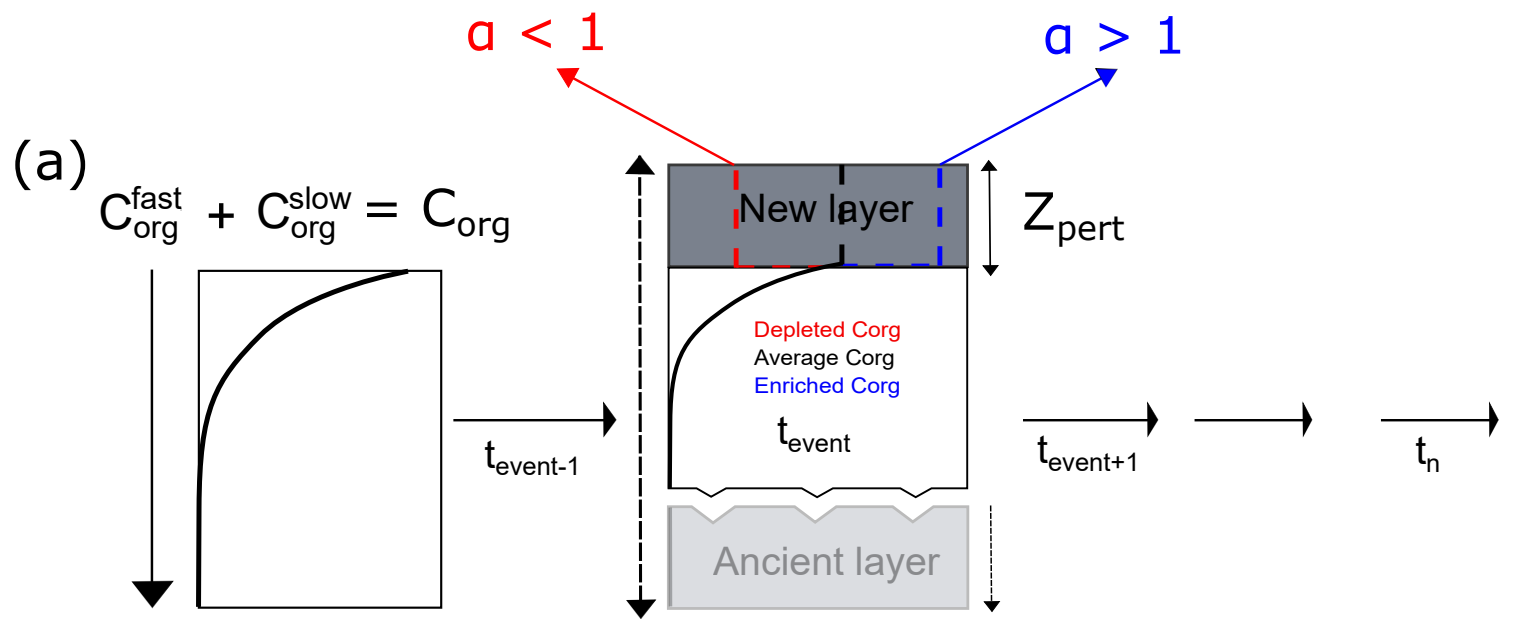 ɑ < 1
ɑ > 1
(a)
C_org^fast + C_org^slow = C_org
New layer
Z_pert
Depleted Corg
Average Corg
Enriched Corg
t_event
t_event-1
t_event+1
t_n
Ancient layer